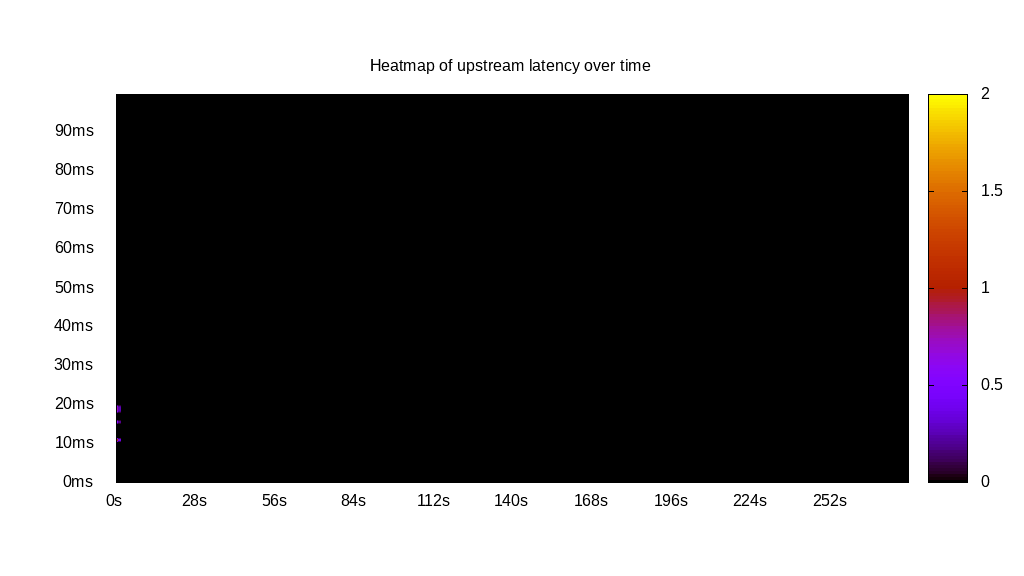 Heatmap of upstream latency over time
90ms
80ms
70ms
60ms
50ms
40ms
30ms
20ms
10ms
0ms
0s 28s 56s 84s 112s 140s 168s 196s 224s 252s
2
1.5
1
0.5
0